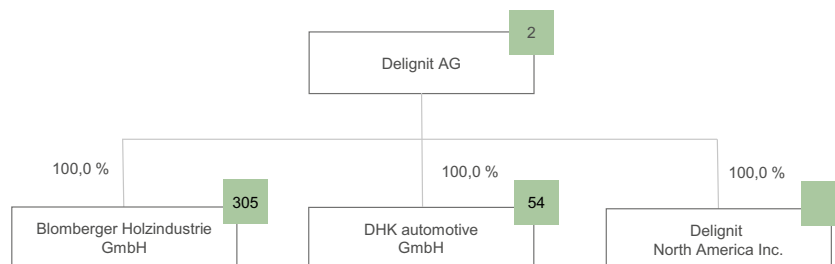 2
Delignit AG
100,0 %
100,0 %
100,0 %
305
54
Blomberger Holzindustrie
GmbH
DHK automotive
GmbH
Delignit
North America Inc.